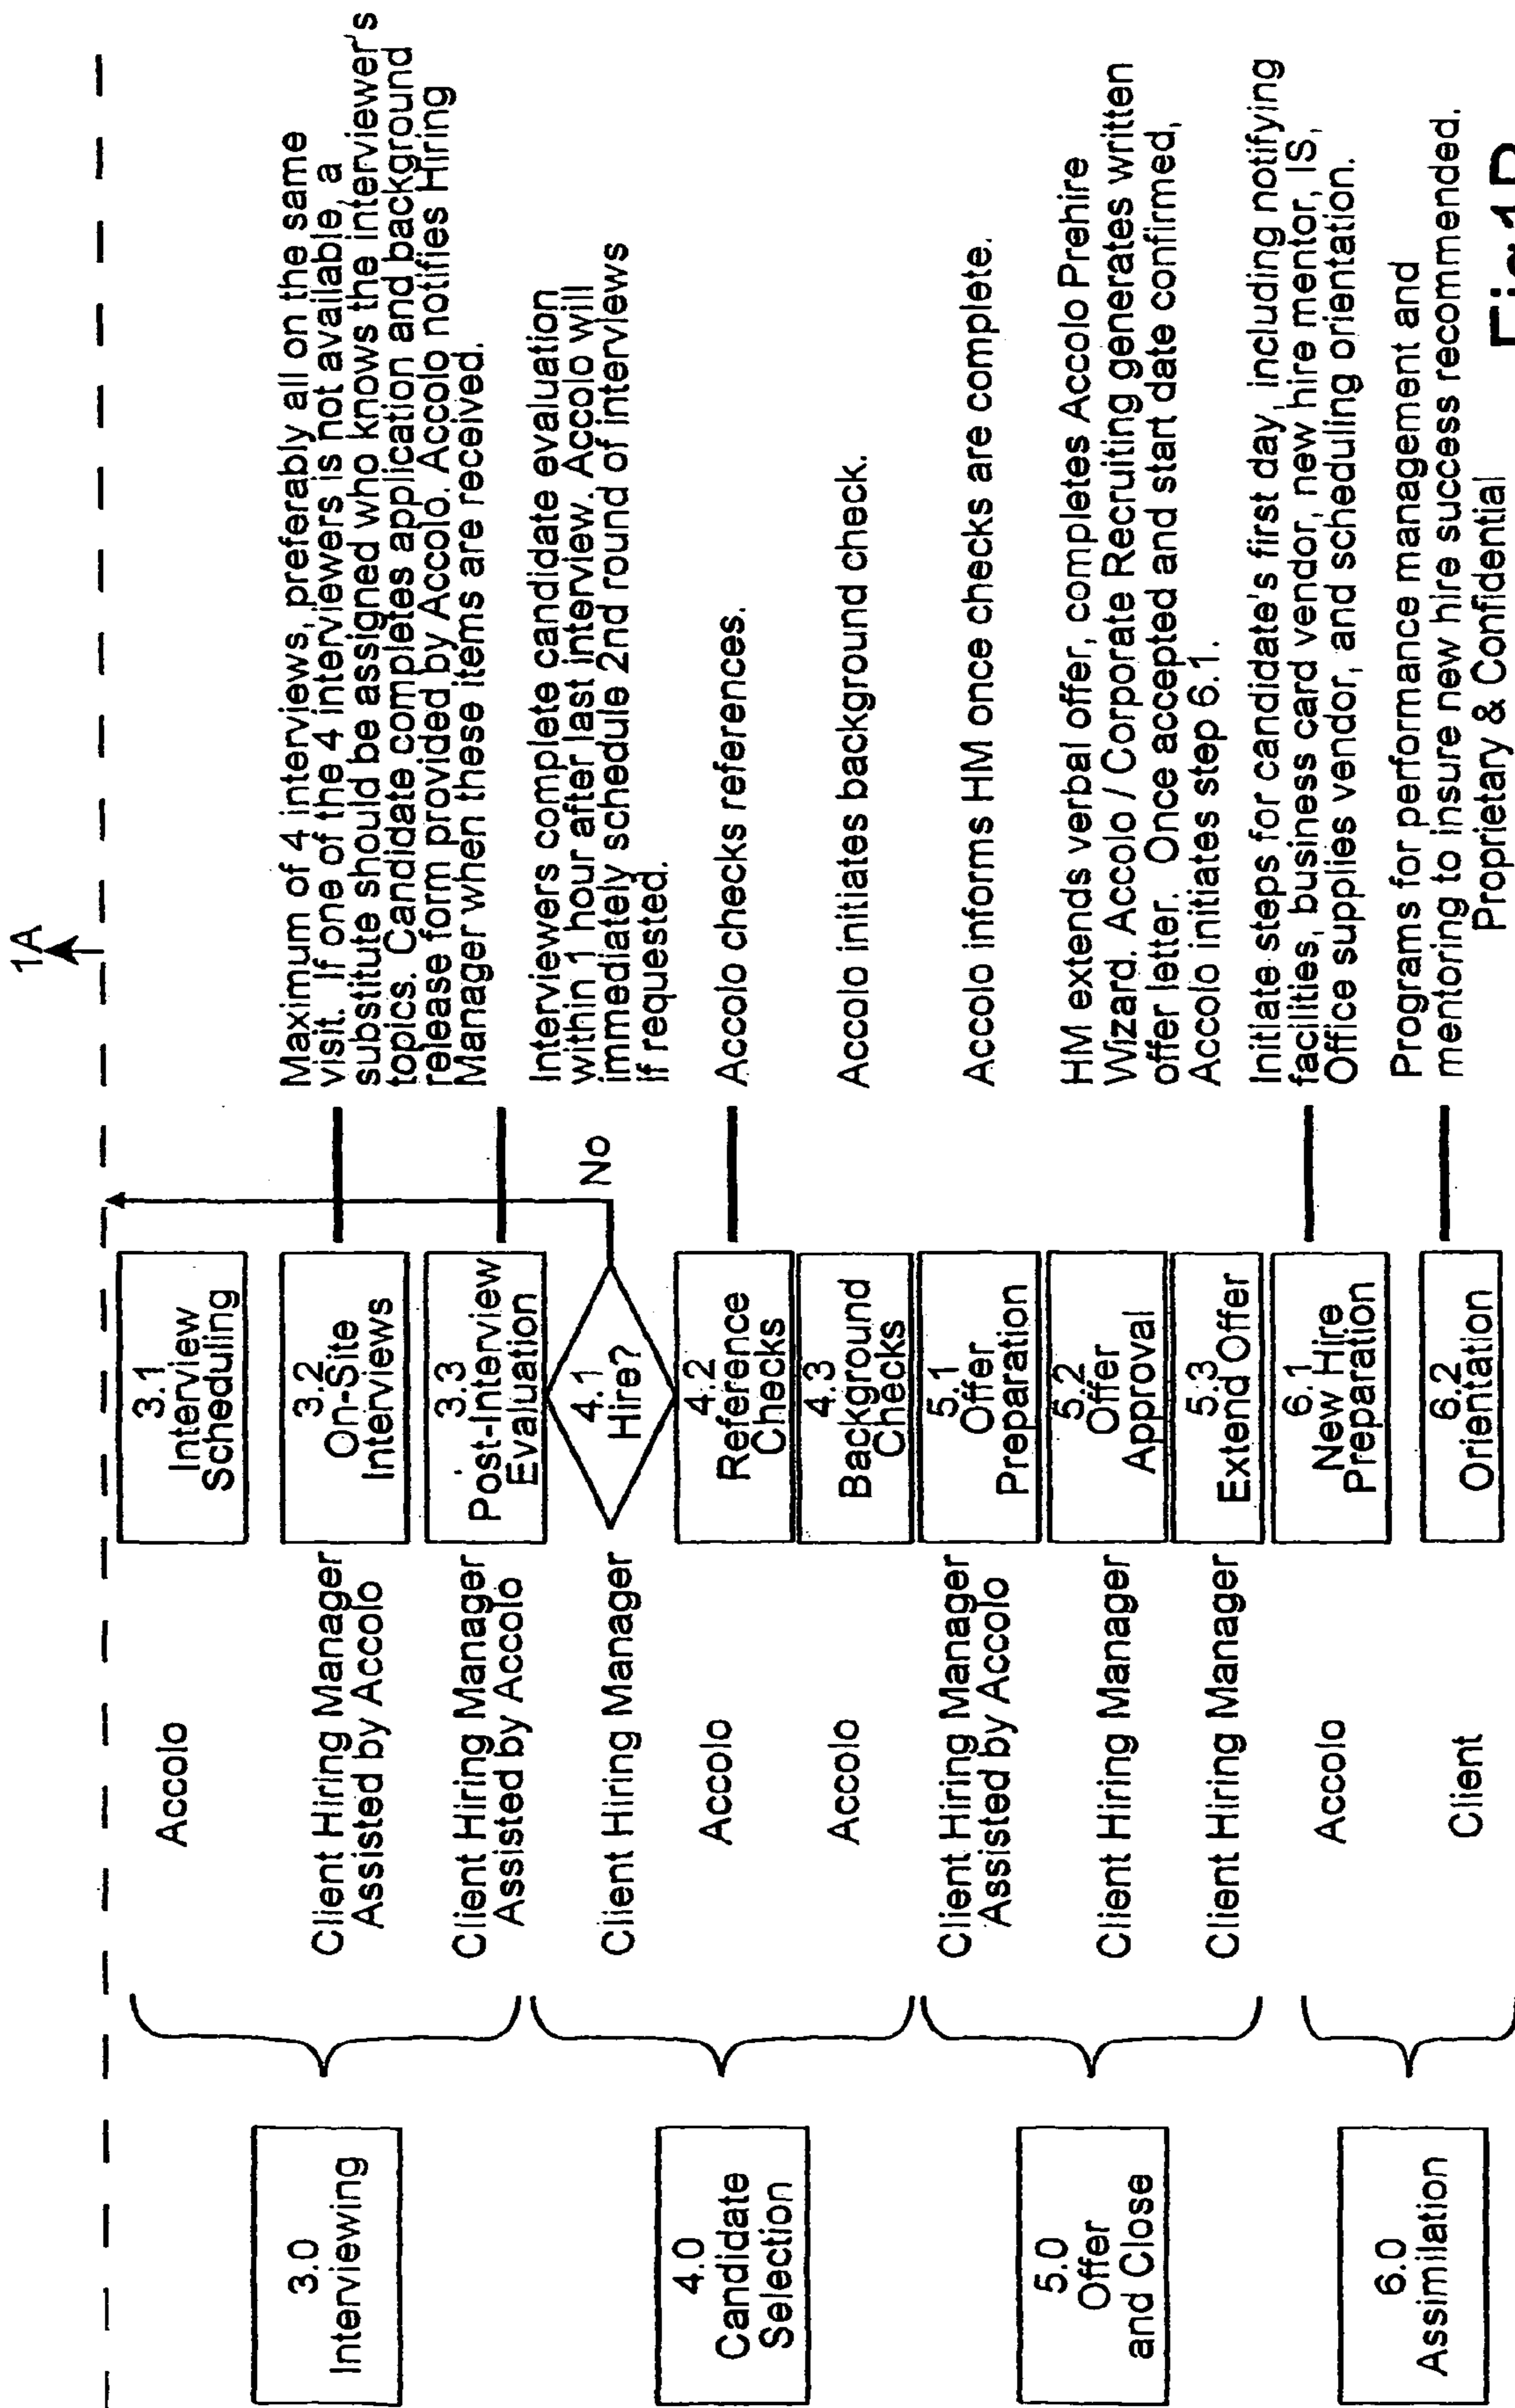 1A
3.0
Interviewing
Accolo
3.1
Interview
Scheduling
Client Hiring Manager
Assisted by Accolo
3.2
On-Site
Interviews
Maximum of 4 interviews, preferably all on the same
visit. If one of the 4 interviewers is not available, a
substitute should be assigned who knows the interviewer's
topics. Candidate completes application and background
release form provided by Accolo. Accolo notifies Hiring
Manager when these items are received.
Client Hiring Manager
Assisted by Accolo
3.3
Post-Interview
Evaluation
Interviewers complete candidate evaluation
within 1 hour after last interview. Accolo will
immediately schedule 2nd round of interviews
if requested.
4.0
Candidate
Selection
Client Hiring Manager
4.1
Hire?
No
Accolo
4.2
Reference
Checks
Accolo checks references.
Accolo
4.3
Background
Checks
Accolo initiates background check.
5.0
Offer
and Close
Client Hiring Manager
Assisted by Accolo
5.1
Offer
Preparation
Accolo informs HM once checks are complete.
Client Hiring Manager
5.2
Offer
Approval
HM extends verbal offer, completes Accolo Prehire
Wizard. Accolo / Corporate Recruiting generates written
offer letter. Once accepted and start date confirmed,
Accolo initiates step 6.1.
Client Hiring Manager
5.3
Extend Offer
6.0
Assimilation
Accolo
6.1
New Hire
Preparation
Initiate steps for candidate's first day, including notifying
facilities, business card vendor, new hire mentor, IS,
Office supplies vendor, and scheduling orientation.
Client
6.2
Orientation
Programs for performance management and
mentoring to insure new hire success recommended.
Proprietary & Confidential